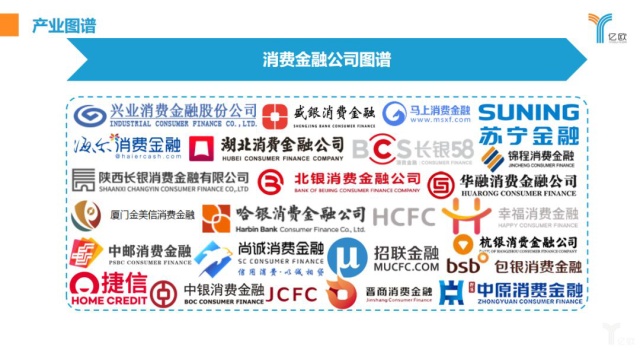 产业图谱
亿欧
消费金融公司图谱
兴业消费金融股份公司
INDUSTRIAL CONSUMER FINANCE CO., LTD.
盛银消费金融
SHENGJING BANK CONSUMER FINANCE
马上消费金融
www.msxf.com
SUNING
苏宁金融
海尔消费金融
@haiercash.com
湖北消费金融公司
HUBEI CONSUMER FINANCE COMPANY
BCS长银58
锦程消费金融
JINCHENG CONSUMER FINANCE
陕西长银消费金融有限公司
SHAANXI CHANGYIN CONSUMER FINANCE CO.,LTD
北银消费金融公司
BANK OF BEIJING CONSUMER FINANCE COMPANY
华融消费金融公司
HUARONG CONSUMER FINANCE
厦门金美信消费金融
哈银消费金融公司
Harbin Bank Consumer Finance Co., Ltd.
HCFC
幸福消费金融
HAPPY CONSUMER FINANCE
中邮消费金融
PSBC CONSUMER FINANCE
尚诚消费金融
SC CONSUMER FINANCE
信用消费·以诚相贷
招联金融
MUCFC.COM
杭银消费金融公司
BANK OF HANGZHOU CONSUMER FINANCE CO.
bsb
包银消费金融
捷信
HOME CREDIT
中银消费金融
BOC CONSUMER FINANCE
JCFC
晋商消费金融
Jinshang Consumer Finance
中原消费金融
ZHONGYUAN CONSUMER FINANCE
亿欧